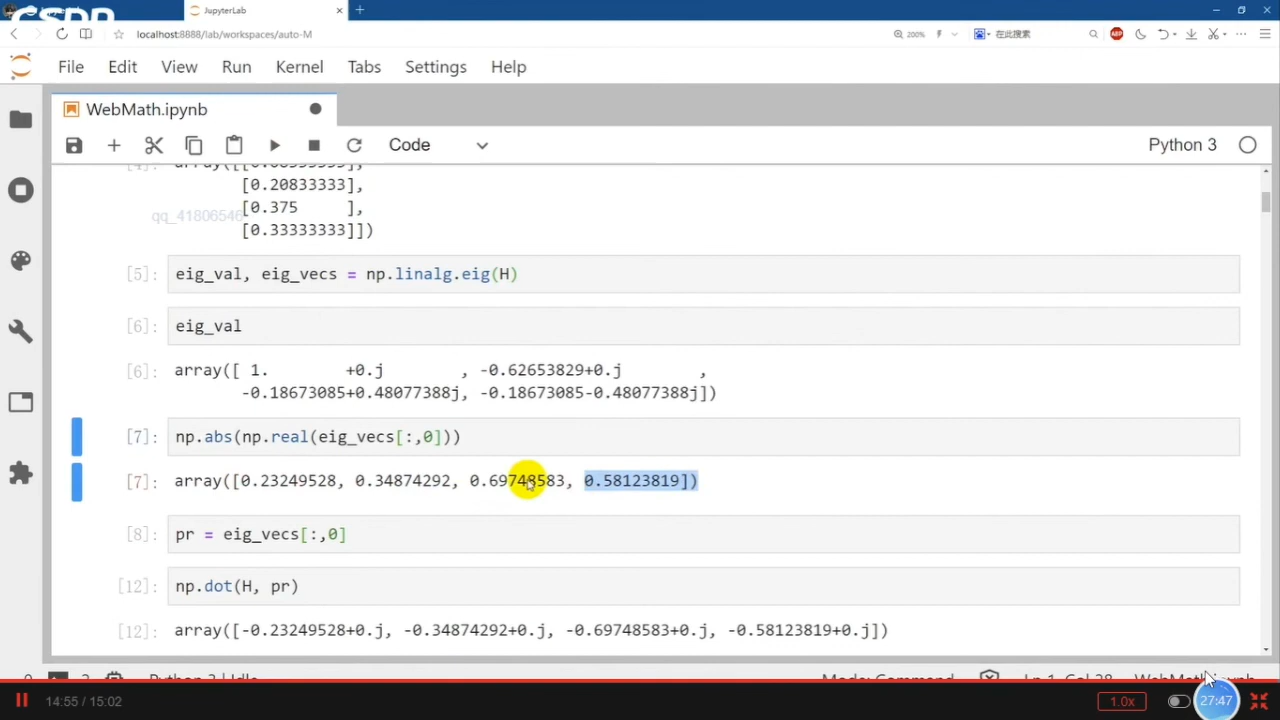 CSDN
JupyterLab
localhost:8888/lab/workspaces/auto-M
200%
在此搜索
File Edit View Run Kernel Tabs Settings Help
WebMath.ipynb
Code
Python 3
[0.20833333],
qq_41806546
[0.375 ],
[0.33333333]])
[5]: eig_val, eig_vecs = np.linalg.eig(H)
[6]: eig_val
[6]: array([ 1. +0.j , -0.62653829+0.j ,
-0.18673085+0.48077388j, -0.18673085-0.48077388j])
[7]: np.abs(np.real(eig_vecs[:,0]))
[7]: array([0.23249528, 0.34874292, 0.69748583, 0.58123819])
[8]: pr = eig_vecs[:,0]
[12]: np.dot(H, pr)
[12]: array([-0.23249528+0.j, -0.34874292+0.j, -0.69748583+0.j, -0.58123819+0.j])
14:55 / 15:02
1.0x
27:47